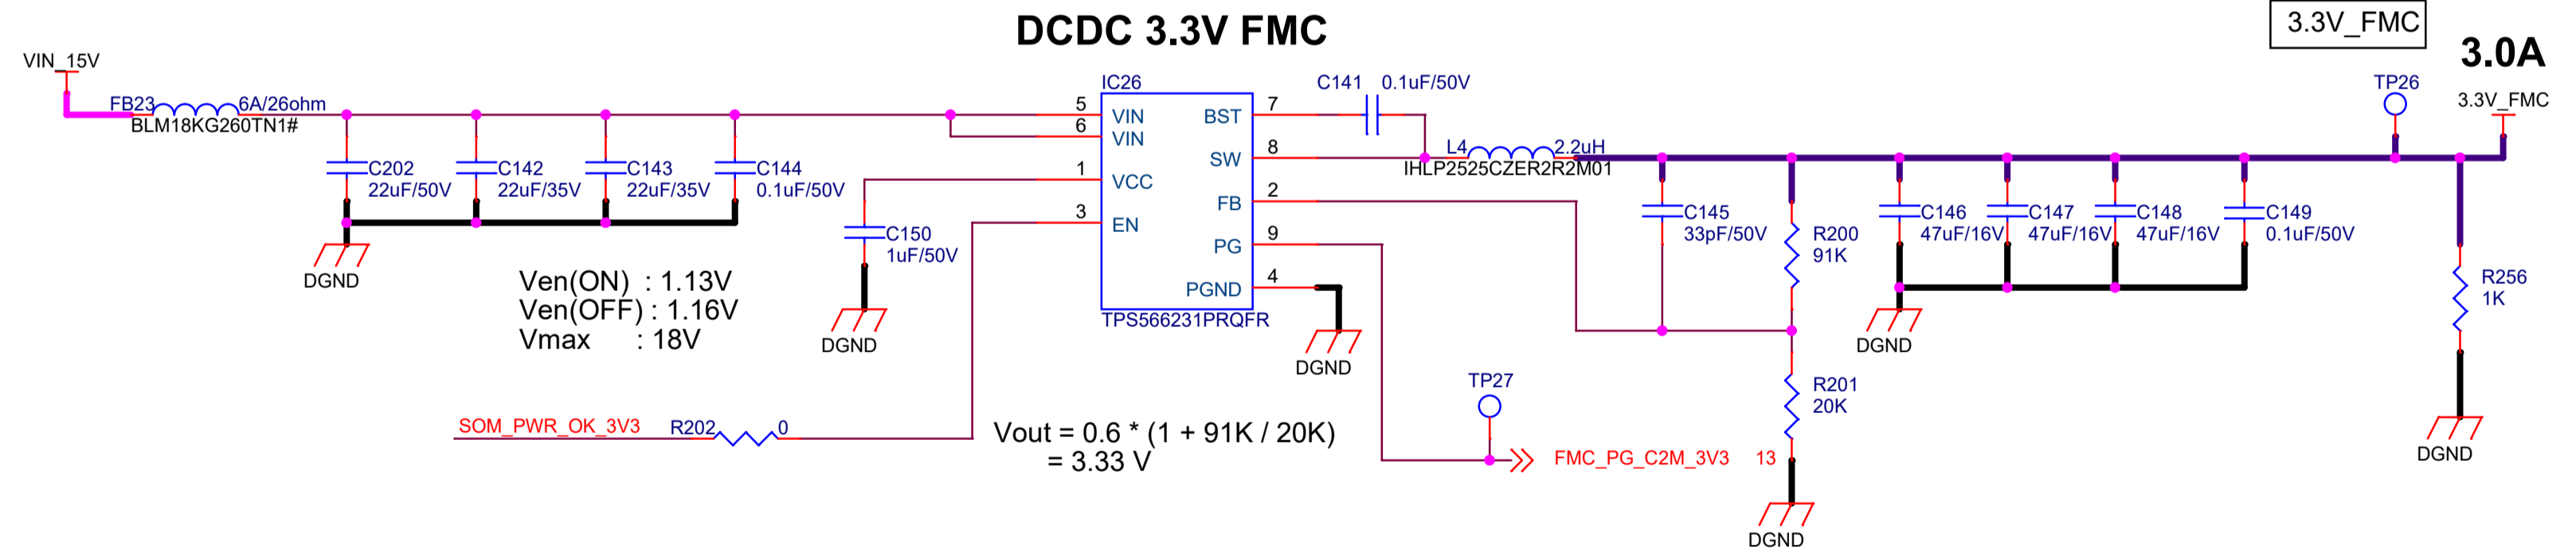 DCDC 3.3V FMC
3.3V_FMC
3.0A
VIN_15V
FB23
6A/26ohm
BLM18KG260TN1#
C202
22uF/50V
C142
22uF/35V
C143
22uF/35V
C144
0.1uF/50V
DGND
Ven(ON) : 1.13V
Ven(OFF) : 1.16V
Vmax : 18V
C150
1uF/50V
DGND
IC26
5
VIN
6
VIN
1
VCC
3
EN
BST
7
SW
8
FB
2
PG
9
PGND
4
TPS566231PRQFR
DGND
C141
0.1uF/50V
L4
2.2uH
IHLP2525CZER2R2M01
C145
33pF/50V
R200
91K
R201
20K
DGND
C146
47uF/16V
C147
47uF/16V
C148
47uF/16V
C149
0.1uF/50V
DGND
TP26
3.3V_FMC
R256
1K
DGND
SOM_PWR_OK_3V3
R202
0
Vout = 0.6 * (1 + 91K / 20K)
= 3.33 V
TP27
FMC_PG_C2M_3V3
13